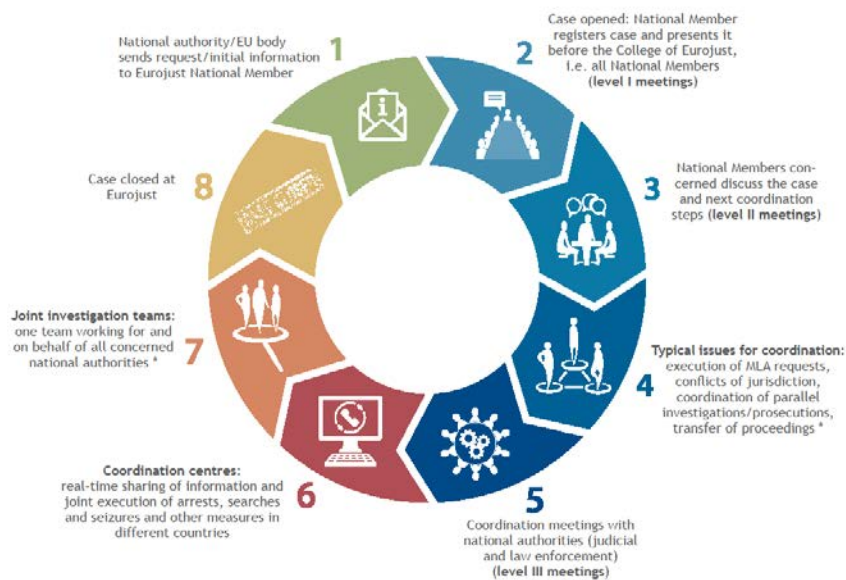 1
National authority/EU body
sends request/initial information
to Eurojust National Member
2
Case opened: National Member
registers case and presents it
before the College of Eurojust,
i.e. all National Members
(level I meetings)
3
National Members con-
cerned discuss the case
and next coordination
steps (level II meetings)
4
Typical issues for coordination:
execution of MLA requests,
conflicts of jurisdiction,
coordination of parallel
investigations/prosecutions,
transfer of proceedings *
5
Coordination meetings with
national authorities (judicial
and law enforcement)
(level III meetings)
6
Coordination centres:
real-time sharing of information and
joint execution of arrests, searches
and seizures and other measures in
different countries
7
Joint investigation teams:
one team working for and
on behalf of all concerned
national authorities *
8
Case closed at
Eurojust